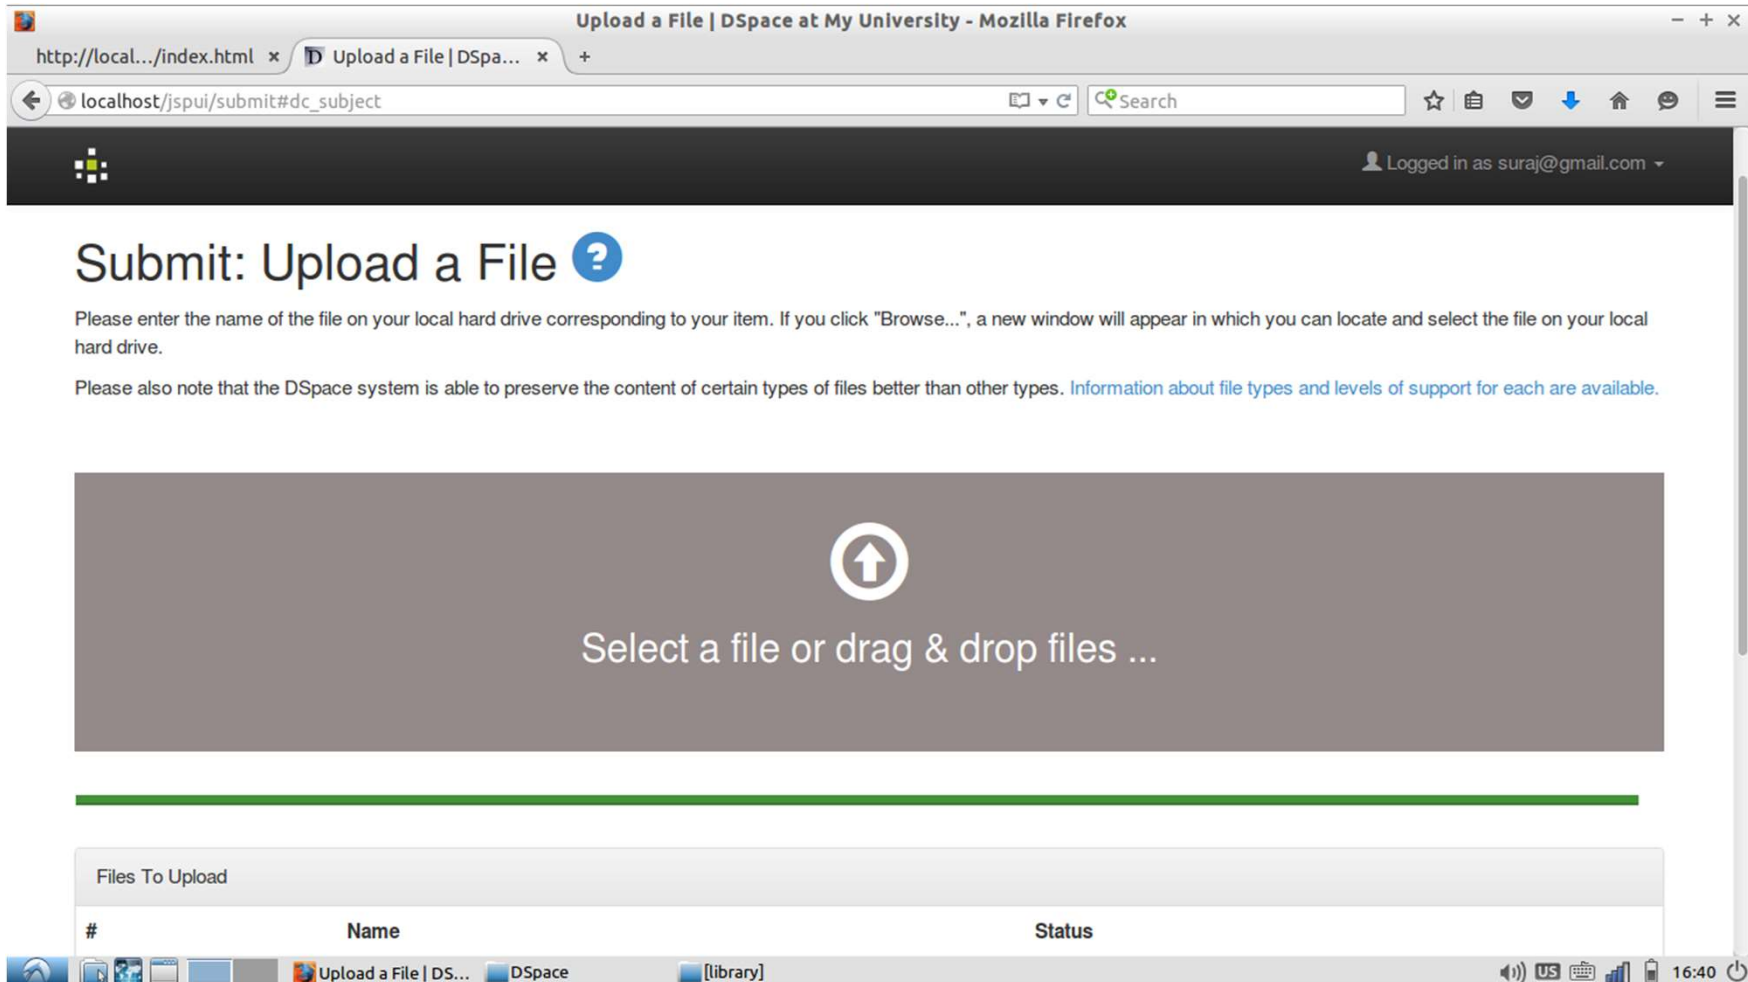 Upload a File | DSpace at My University - Mozilla Firefox
http://local.../index.html
Upload a File | DSpa...
localhost/jspui/submit#dc_subject
Search
Logged in as suraj@gmail.com
Submit: Upload a File ?
Please enter the name of the file on your local hard drive corresponding to your item. If you click "Browse...", a new window will appear in which you can locate and select the file on your local
hard drive.
Please also note that the DSpace system is able to preserve the content of certain types of files better than other types. Information about file types and levels of support for each are available.
Select a file or drag & drop files ...
Files To Upload
# Name Status
Upload a File | DS... DSpace [library] US 16:40